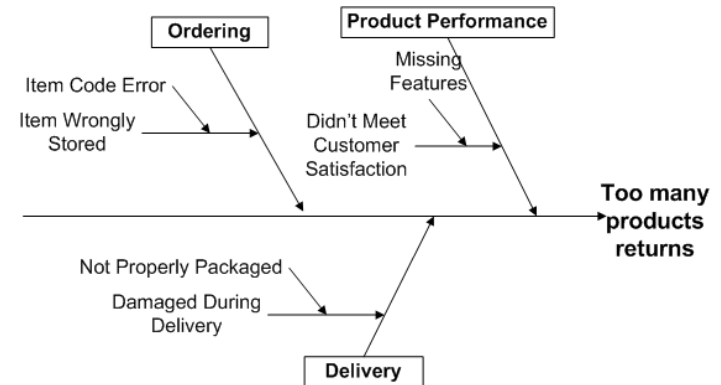 Ordering
Product Performance
Item Code Error
Item Wrongly
Stored
Missing
Features
Didn't Meet
Customer
Satisfaction
Too many
products
returns
Not Properly Packaged
Damaged During
Delivery
Delivery